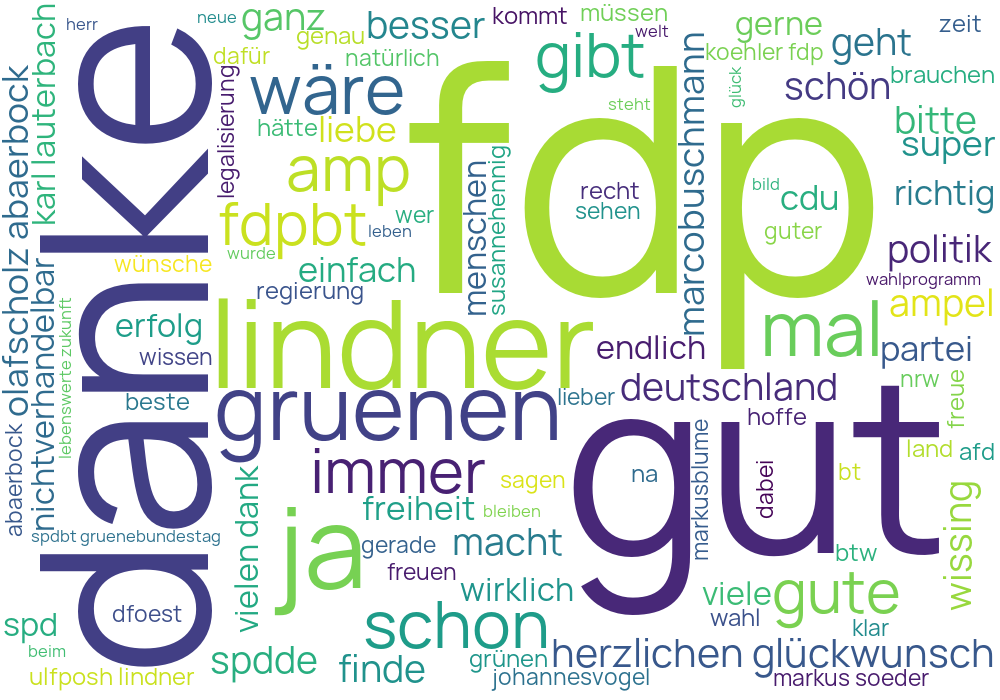 herr
neue
ganz
besser
kommt
müssen
welt
gerne
zeit
dafür
genau
natürlich
gibt
koehler fdp
geht
karl lauterbach
olafscholz abaerbock
danke
legalisierung
wäre
fdp
glück
schön
brauchen
hätte
liebe
steht
marcobuschmann
bitte
super
amp
menschen
susannehennig
recht
bild
cdu
richtig
fdpbt
wer
sehen
leben
guter
wünsche
wurde
einfach
politik
nichtverhandelbar
regierung
wahlprogramm
lebenswerte zukunft
erfolg
lindner
mal
ampel
wissen
endlich
partei
beste
gruenen
lieber
deutschland
nrw
freue
gut
hoffe
abaerbock
immer
sagen
na
markusblume
dabei
bt
land
afd
spdbt gruenebundestag
vielen dank
ja
freiheit
bleiben
gerade
macht
btw
wissing
freuen
wirklich
viele
gute
dfoest
spd
schon
wahl
klar
beim
spdde
finde
grünen
herzlichen glückwunsch
ulfposh lindner
johannesvogel
markus soeder